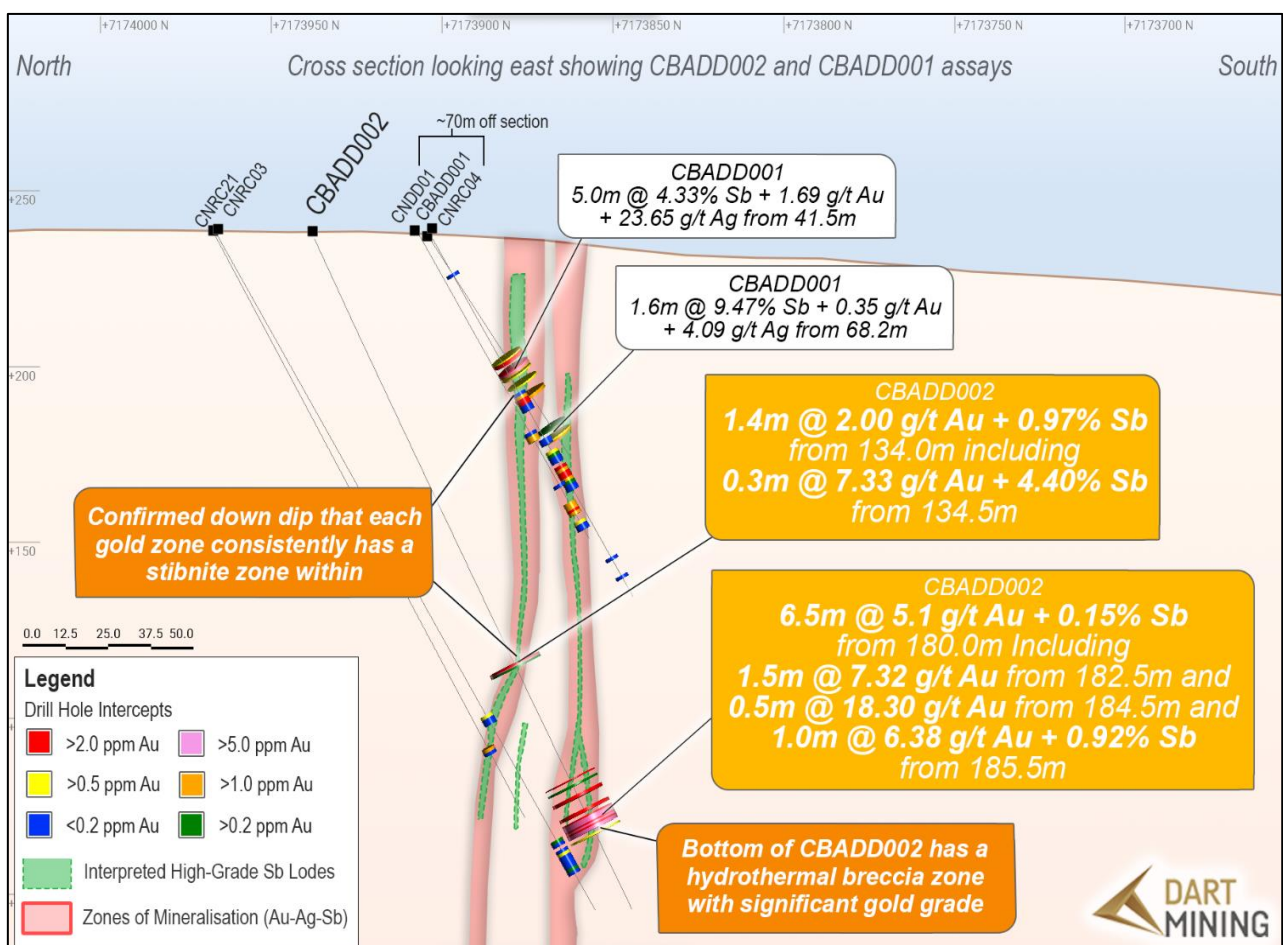 +7174000 N
+7173950 N
+7173900 N
+7173850 N
+7173800 N
+7173750 N
+7173700 N
North
Cross section looking east showing CBADD002 and CBADD001 assays
South
~70m off section
CNRC21
CNRC03
CBADD002
CNDD01
CBADD001
CNRC04
+250
+200
+150
CBADD001
5.0m @ 4.33% Sb + 1.69 g/t Au
+ 23.65 g/t Ag from 41.5m
CBADD001
1.6m @ 9.47% Sb + 0.35 g/t Au
+ 4.09 g/t Ag from 68.2m
CBADD002
1.4m @ 2.00 g/t Au + 0.97% Sb
from 134.0m including
0.3m @ 7.33 g/t Au + 4.40% Sb
from 134.5m
Confirmed down dip that each
gold zone consistently has a
stibnite zone within
CBADD002
6.5m @ 5.1 g/t Au + 0.15% Sb
from 180.0m Including
1.5m @ 7.32 g/t Au from 182.5m and
0.5m @ 18.30 g/t Au from 184.5m and
1.0m @ 6.38 g/t Au + 0.92% Sb
from 185.5m
0.0 12.5 25.0 37.5 50.0
Legend
Drill Hole Intercepts
>2.0 ppm Au
>5.0 ppm Au
>0.5 ppm Au
>1.0 ppm Au
<0.2 ppm Au
>0.2 ppm Au
Interpreted High-Grade Sb Lodes
Zones of Mineralisation (Au-Ag-Sb)
Bottom of CBADD002 has a
hydrothermal breccia zone
with significant gold grade
DART
MINING